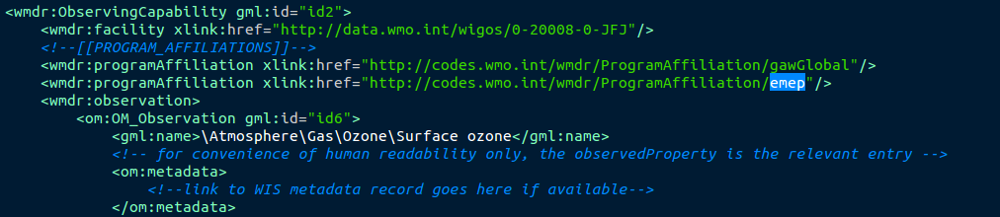 <wmdr:ObservingCapability gml:id="id2">
<wmdr:facility xlink:href="http://data.wmo.int/wigos/0-20008-0-JFJ"/>
<!--[[PROGRAM_AFFILIATIONS]]-->
<wmdr:programAffiliation xlink:href="http://codes.wmo.int/wmdr/ProgramAffiliation/gawGlobal"/>
<wmdr:programAffiliation xlink:href="http://codes.wmo.int/wmdr/ProgramAffiliation/emep"/>
<wmdr:observation>
<om:OM_Observation gml:id="id6">
<gml:name>\Atmosphere\Gas\Ozone\Surface ozone</gml:name>
<!-- for convenience of human readability only, the observedProperty is the relevant entry -->
<om:metadata>
<!--link to WIS metadata record goes here if available-->
</om:metadata>